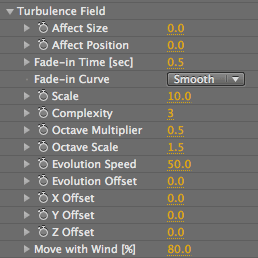 Turbulence Field
Affect Size 0.0
Affect Position 0.0
Fade-in Time [sec] 0.5
Fade-in Curve Smooth
Scale 10.0
Complexity 3
Octave Multiplier 0.5
Octave Scale 1.5
Evolution Speed 50.0
Evolution Offset 0.0
X Offset 0.0
Y Offset 0.0
Z Offset 0.0
Move with Wind [%] 80.0